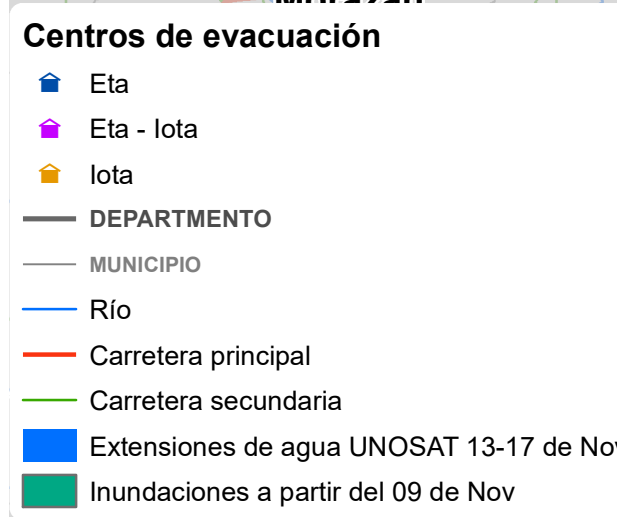 Centros de evacuación
Eta
Eta - Iota
Iota
DEPARTMENTO
MUNICIPIO
Río
Carretera principal
Carretera secundaria
Extensiones de agua UNOSAT 13-17 de Nov
Inundaciones a partir del 09 de Nov